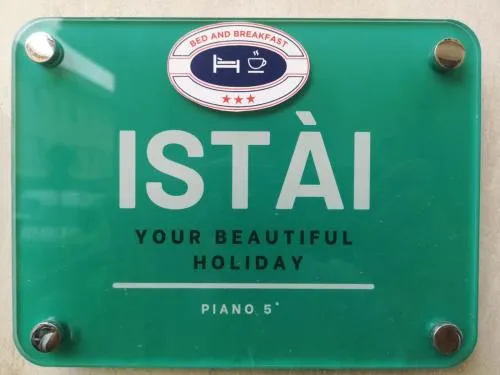 BED AND BREAKFAST
★★★
ISTÀI
YOUR BEAUTIFUL
HOLIDAY
PIANO 5°